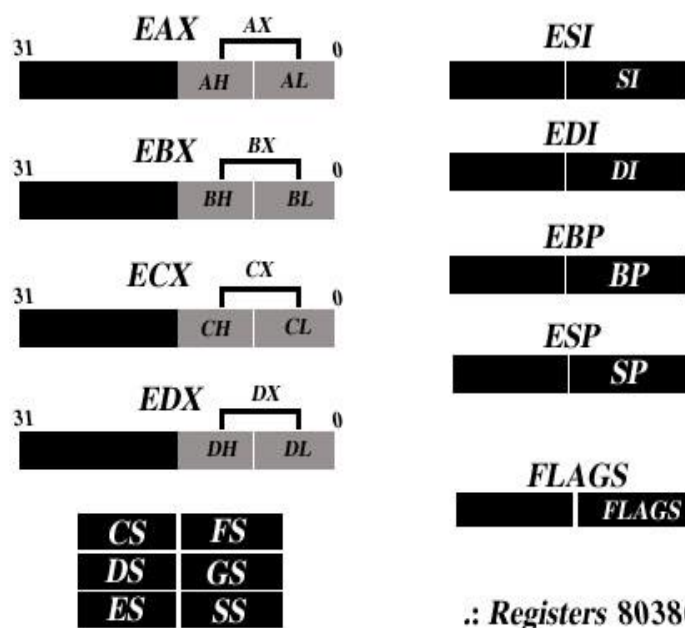 EAX
AX
31
0
AH AL
EBX
BX
31
0
BH BL
ECX
CX
31
0
CH CL
EDX
DX
31
0
DH DL
CS FS
DS GS
ES SS
ESI
SI
EDI
DI
EBP
BP
ESP
SP
FLAGS
FLAGS
.: Registers